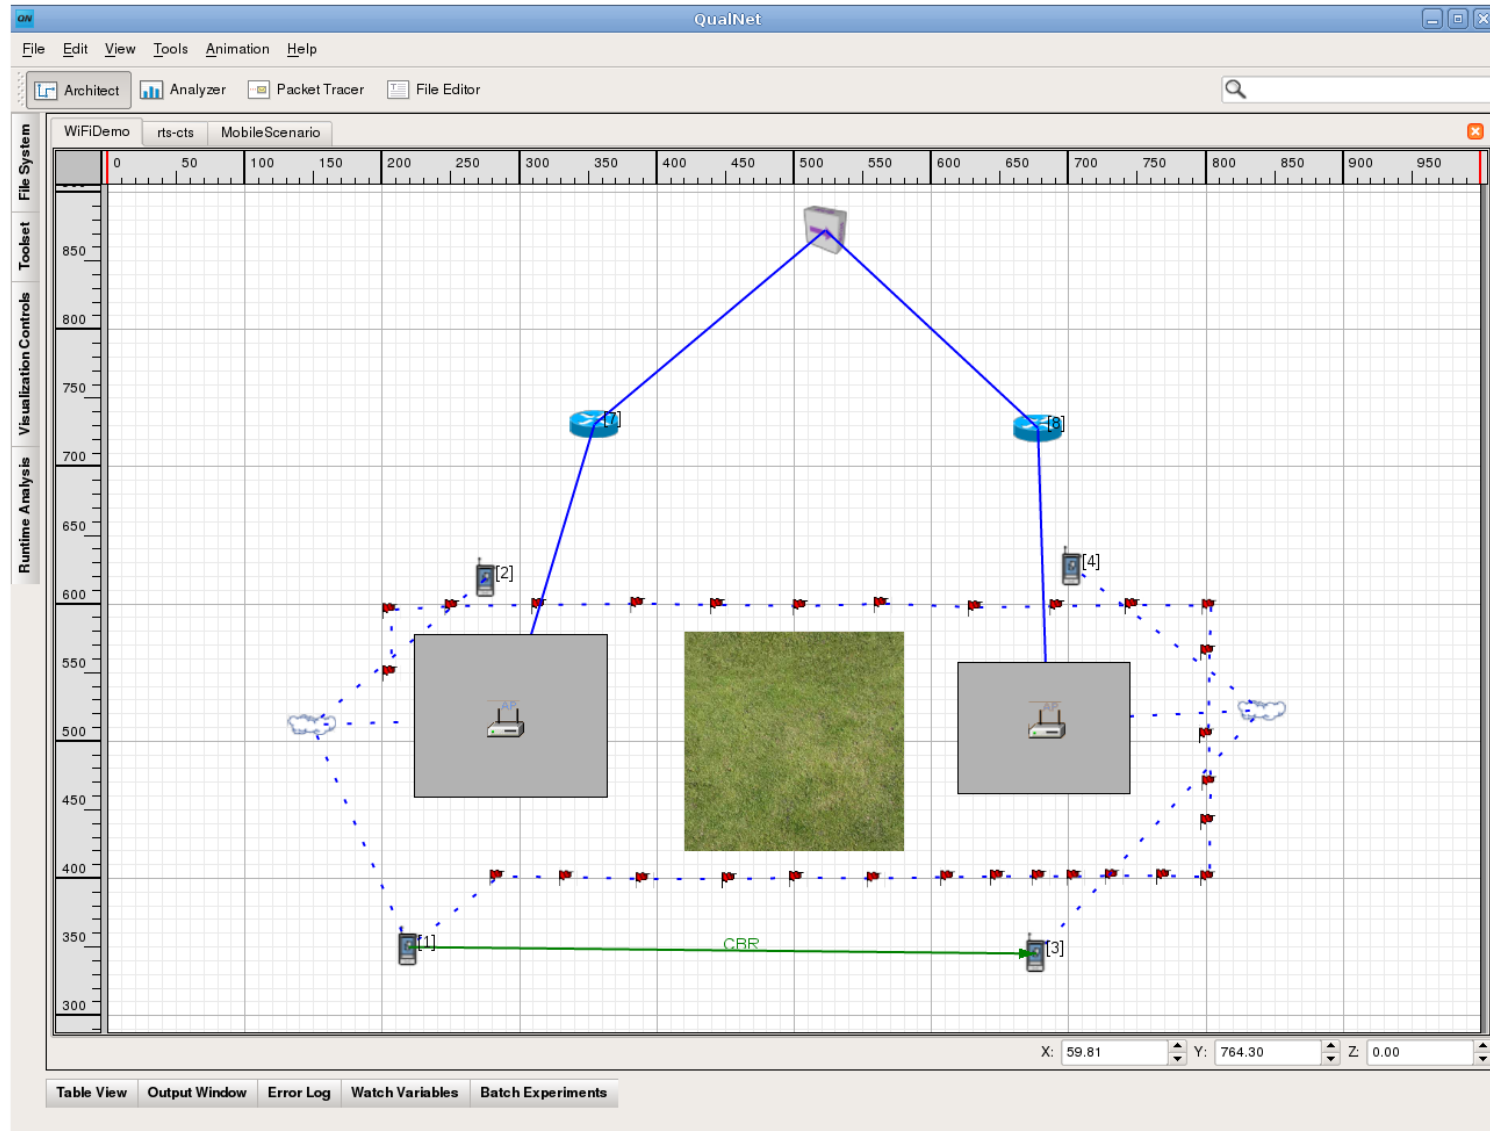 QN QualNet
File Edit View Tools Animation Help
Architect Analyzer Packet Tracer File Editor
WiFiDemo rts-cts MobileScenario
File System
Toolset
Visualization Controls
Runtime Analysis
0 50 100 150 200 250 300 350 400 450 500 550 600 650 700 750 800 850 900 950
850
800
750
[7]
[8]
700
650
[4]
[2]
600
550
AP
AP
500
450
400
350
[1]
CBR
[3]
300
X: 59.81 Y: 764.30 Z: 0.00
Table View Output Window Error Log Watch Variables Batch Experiments